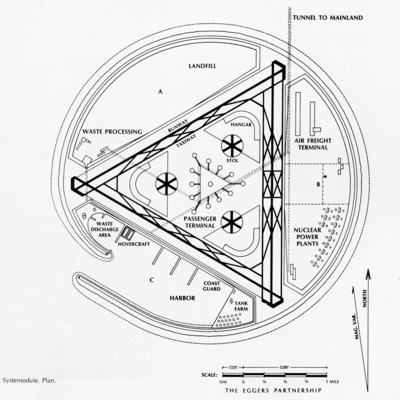 TUNNEL TO MAINLAND
LANDFILL
A
WASTE PROCESSING
RUNWAY
TAXIWAY
HANGAR
STOL
AIR FREIGHT
TERMINAL
B
PASSENGER
TERMINAL
WASTE
DISCHARGE
AREA
HOVERCRAFT
NUCLEAR
POWER
PLANTS
C
COAST
GUARD
HARBOR
TANK
FARM
MAG. VAR.
NORTH
Systemodule. Plan.
1320'
5280'
SCALE:
0
1 MILE
THE EGGERS PARTNERSHIP